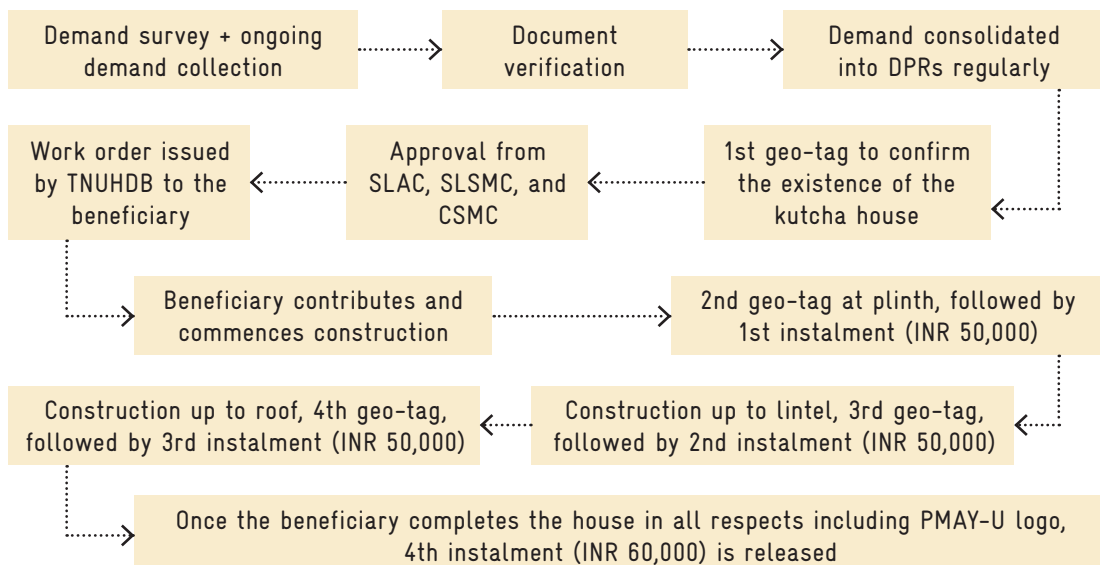 Demand survey + ongoing
demand collection
Document
verification
Demand consolidated
into DPRs regularly
1st geo-tag to confirm
the existence of the
kutcha house
Approval from
SLAC, SLSMC, and
CSMC
Work order issued
by TNUHDB to the
beneficiary
Beneficiary contributes and
commences construction
2nd geo-tag at plinth, followed by
1st instalment (INR 50,000)
Construction up to lintel, 3rd geo-tag,
followed by 2nd instalment (INR 50,000)
Construction up to roof, 4th geo-tag,
followed by 3rd instalment (INR 50,000)
Once the beneficiary completes the house in all respects including PMAY-U logo,
4th instalment (INR 60,000) is released